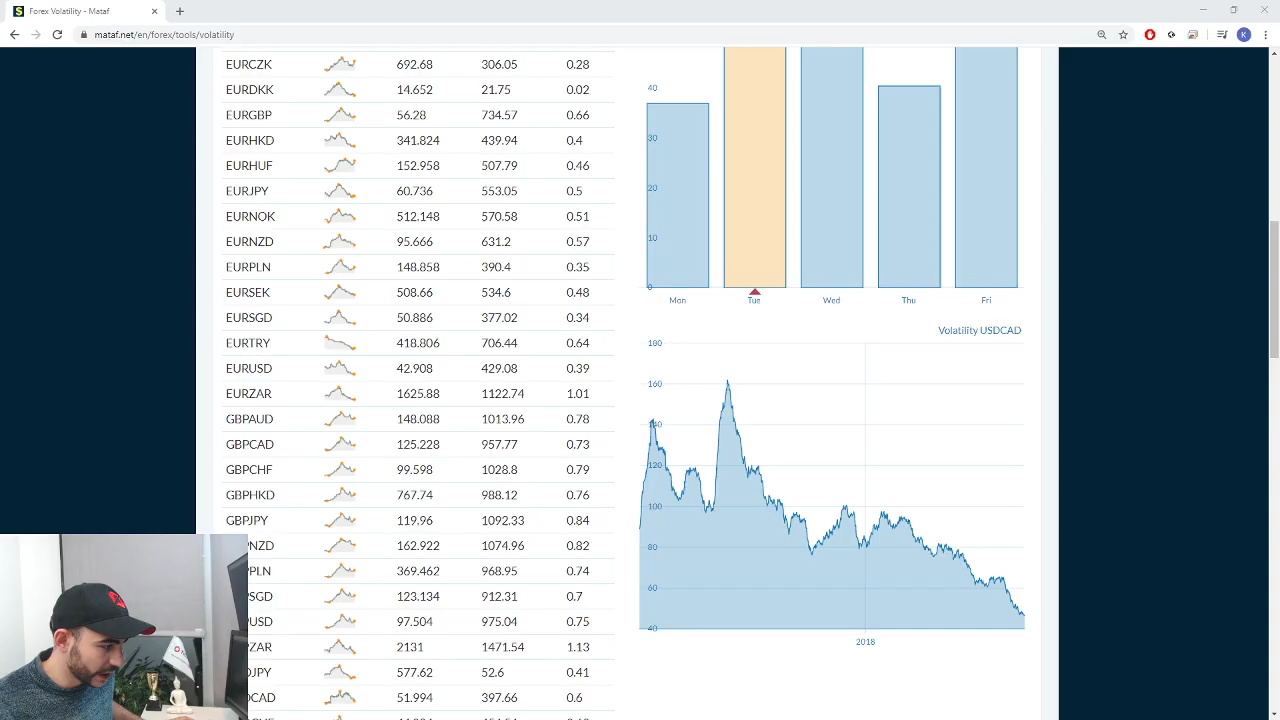 Forex Volatility - Mataf
mataf.net/en/forex/tools/volatility
K
EURCZK 692.68 306.05 0.28
EURDKK 14.652 21.75 0.02
EURGBP 56.28 734.57 0.66
EURHKD 341.824 439.94 0.4
EURHUF 152.958 507.79 0.46
EURJPY 60.736 553.05 0.5
EURNOK 512.148 570.58 0.51
EURNZD 95.666 631.2 0.57
EURPLN 148.858 390.4 0.35
EURSEK 508.66 534.6 0.48
EURSGD 50.886 377.02 0.34
EURTRY 418.806 706.44 0.64
EURUSD 42.908 429.08 0.39
EURZAR 1625.88 1122.74 1.01
GBPAUD 148.088 1013.96 0.78
GBPCAD 125.228 957.77 0.73
GBPCHF 99.598 1028.8 0.79
GBPHKD 767.74 988.12 0.76
GBPJPY 119.96 1092.33 0.84
PNZD 162.922 1074.96 0.82
PLN 369.462 968.95 0.74
SGD 123.134 912.31 0.7
USD 97.504 975.04 0.75
ZAR 2131 1471.54 1.13
JPY 577.62 52.6 0.41
CAD 51.994 397.66 0.6
40
30
20
10
0
Mon Tue Wed Thu Fri
Volatility USDCAD
180
160
140
120
100
80
60
40
2018